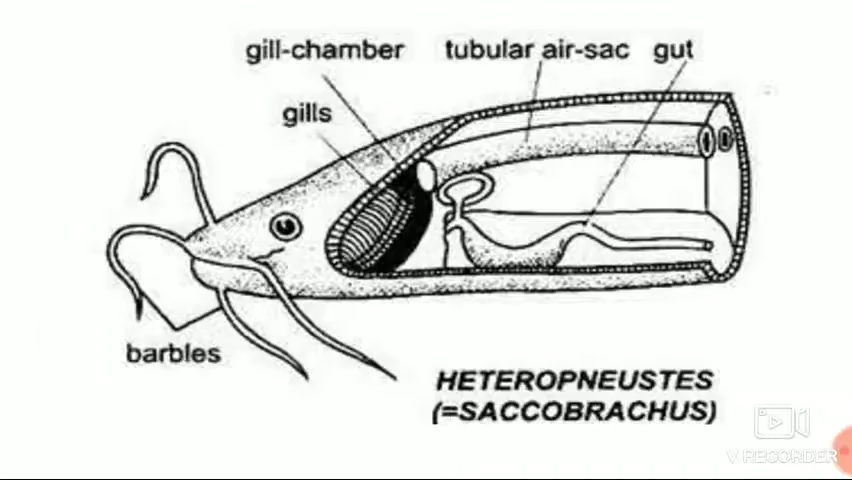 gill-chamber tubular air-sac gut
gills
barbles
HETEROPNEUSTES
(=SACCOBRACHUS)
V RECORDER